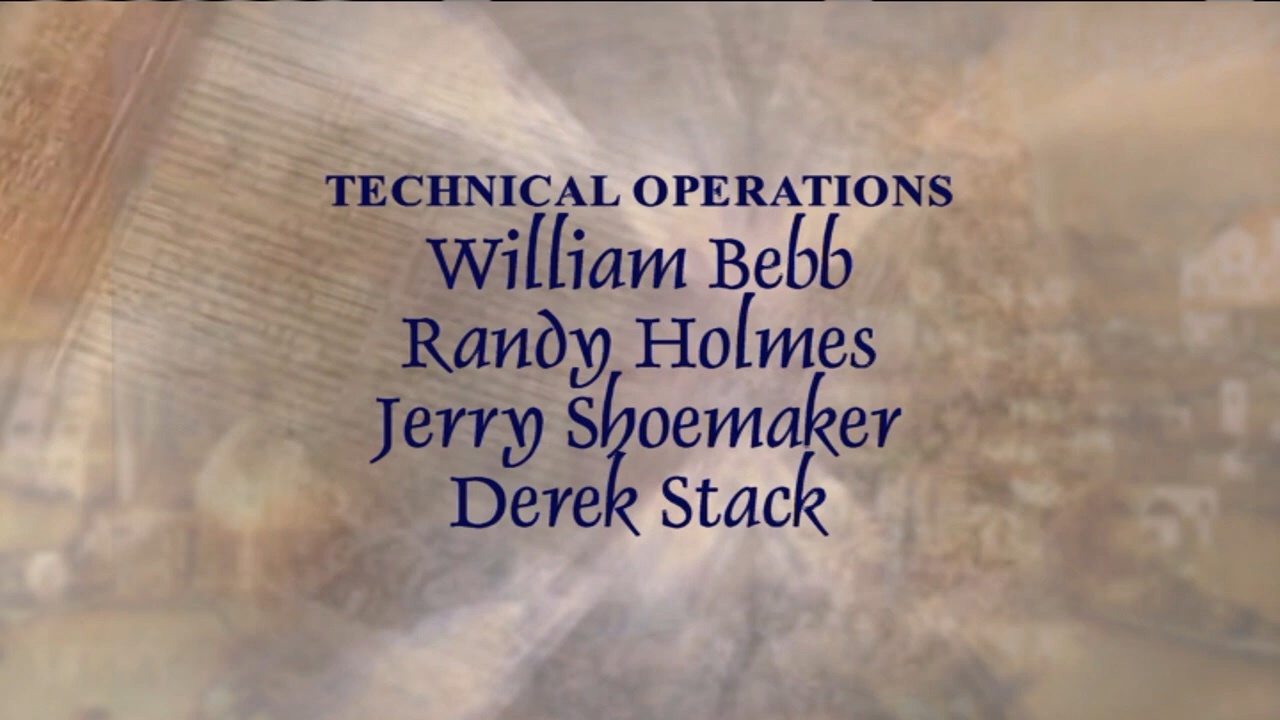 TECHNICAL OPERATIONS
William Bebb
Randy Holmes
Jerry Shoemaker
Derek Stack